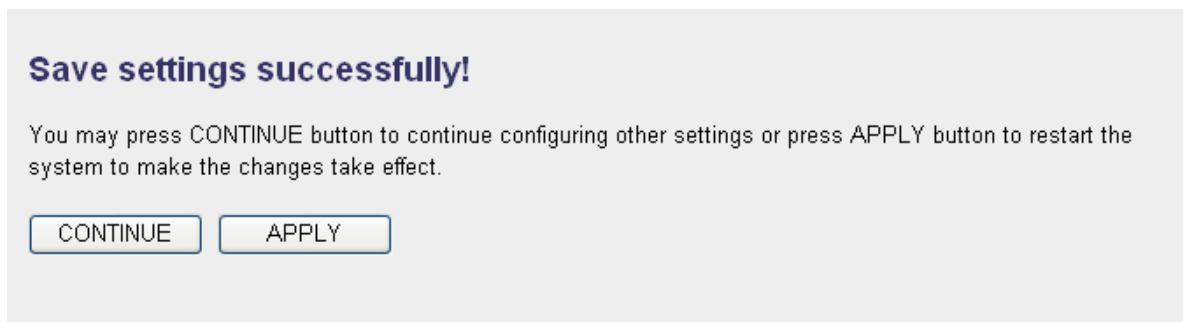 Save settings successfully!
You may press CONTINUE button to continue configuring other settings or press APPLY button to restart the
system to make the changes take effect.
CONTINUE APPLY